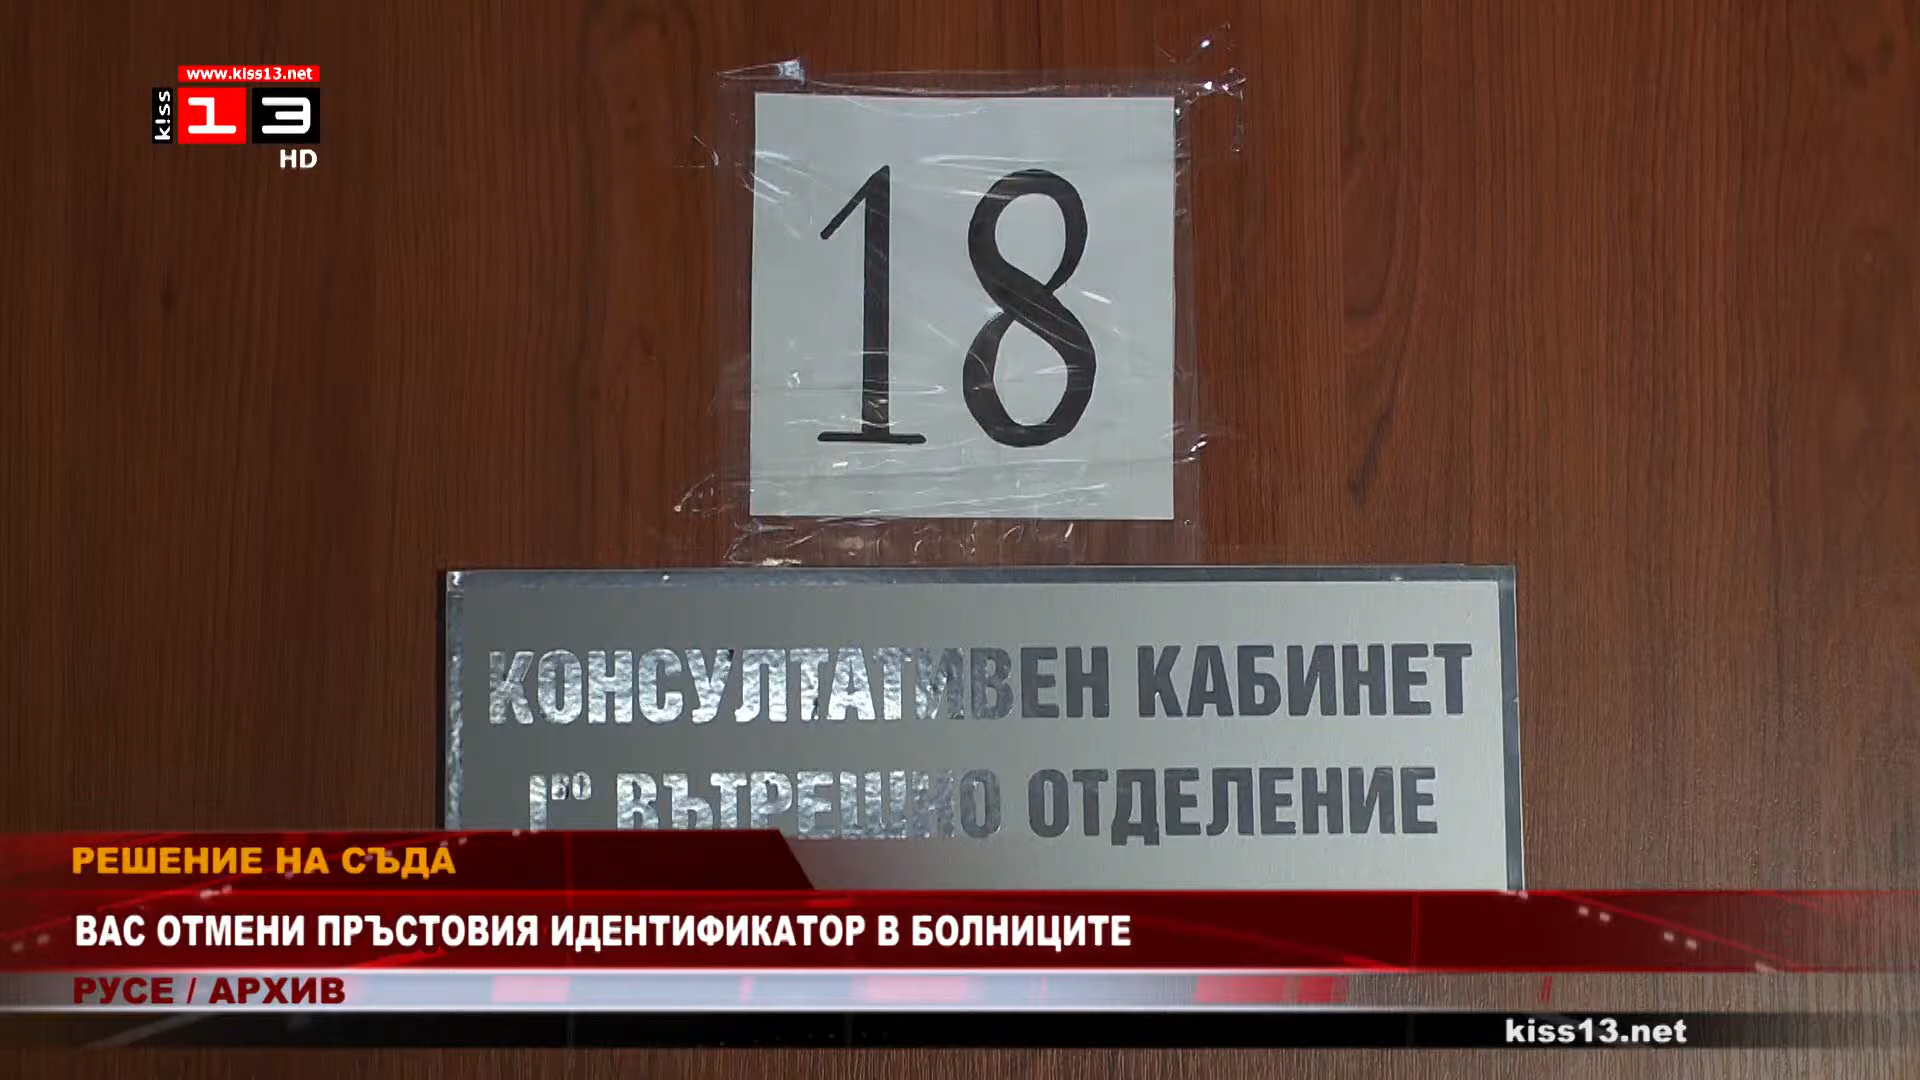 www.kiss13.net
kiss 13
HD
18
КОНСУЛТАТИВЕН КАБИНЕТ
Iво ВЪТРЕШНО ОТДЕЛЕНИЕ
РЕШЕНИЕ НА СЪДА
ВАС ОТМЕНИ ПРЪСТОВИЯ ИДЕНТИФИКАТОР В БОЛНИЦИТЕ
РУСЕ / АРХИВ
kiss13.net